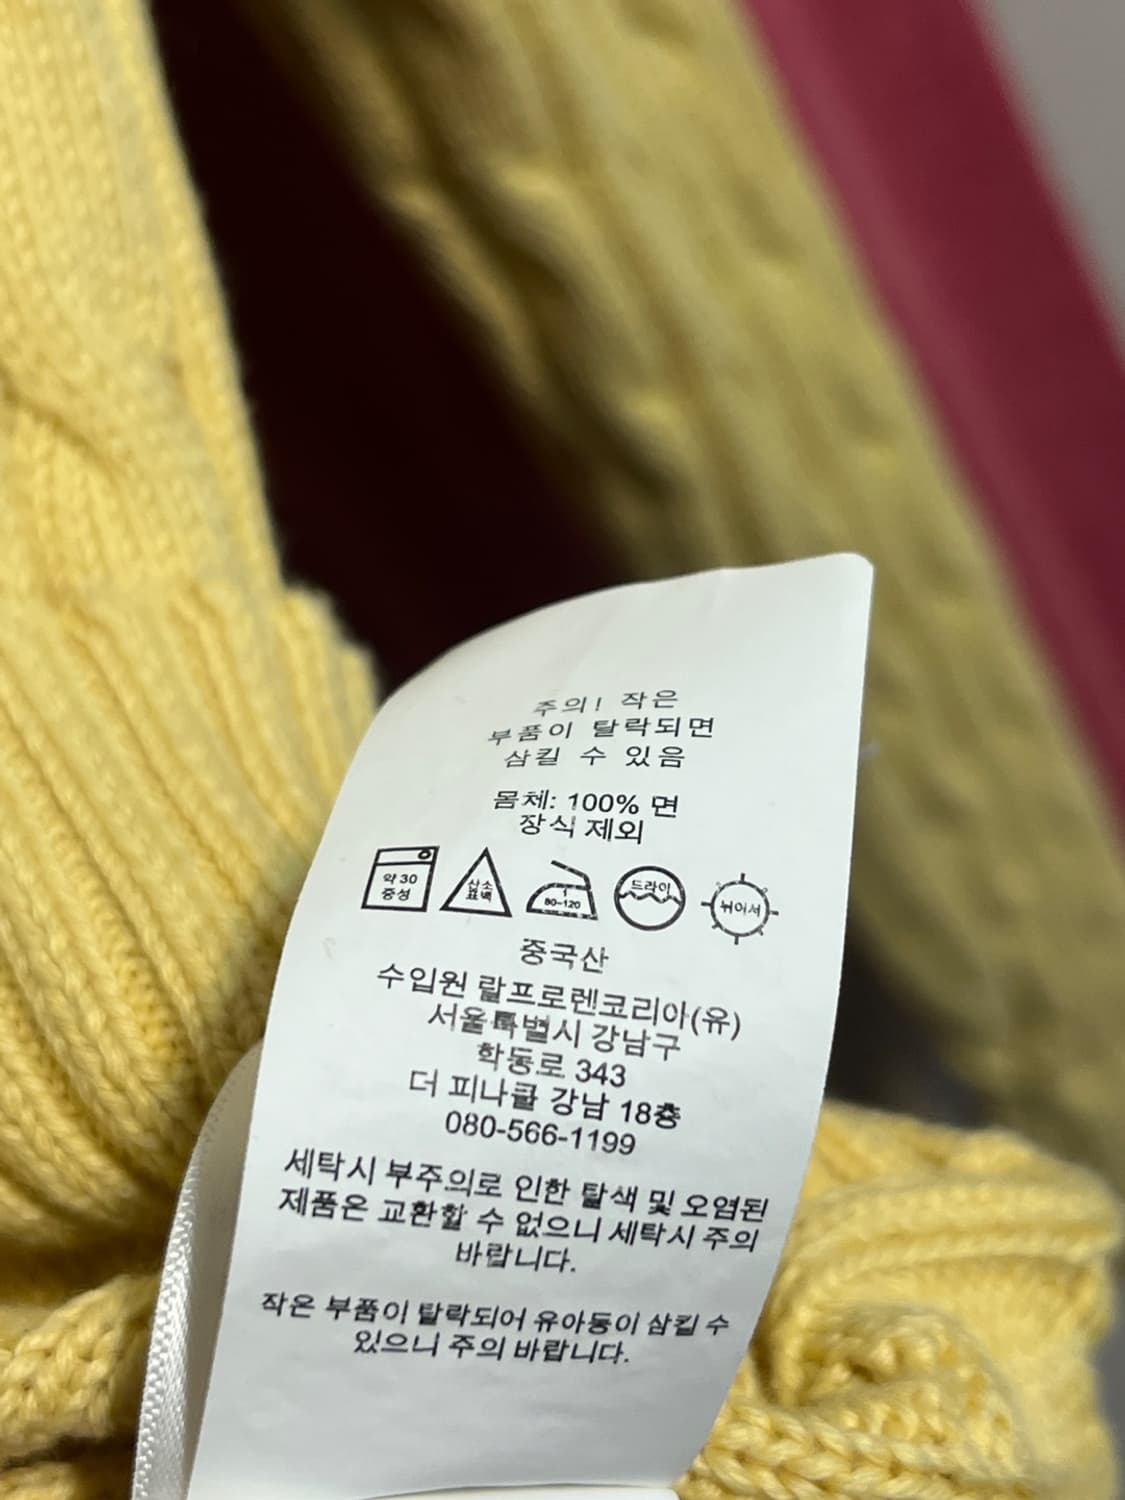 주의! 작은
부품이 탈락되면
삼킬 수 있음
몸체: 100% 면
장식 제외
약 30
중성
산소
표백
1
80~120
드라이
뉘어서
중국산
수입원 랄프로렌코리아(유)
서울특별시 강남구
학동로 343
더 피나클 강남 18층
080-566-1199
세탁시 부주의로 인한 탈색 및 오염된
제품은 교환할 수 없으니 세탁시 주의
바랍니다.
작은 부품이 탈락되어 유아동이 삼킬 수
있으니 주의 바랍니다.